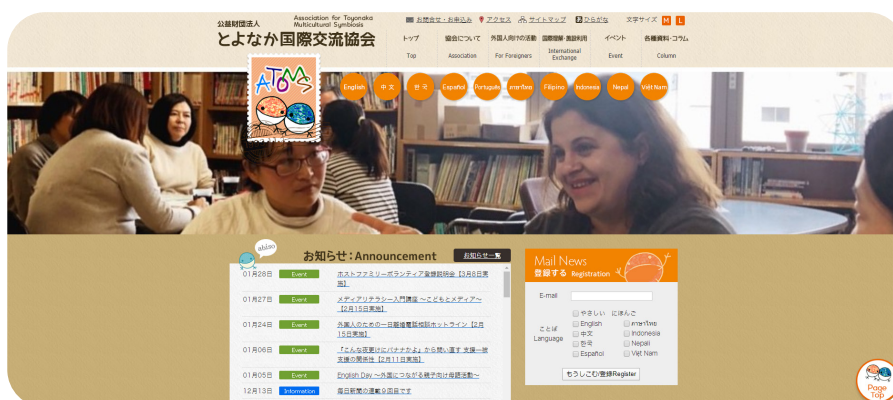 公益財団法人
Association for Toyonaka
Multicultural Symbiosis
とよなか国際交流協会
お問合せ・お申込み アクセス サイトマップ ひらがな 文字サイズ M L
トップ 協会について 外国人向けの活動 国際理解・施設利用 イベント 各種資料・コラム
Top Association For Foreigners International Exchange Event Column
ATOMS
English 中文 한국 Español Português ภาษาไทย Filipino Indonesia Nepal Việt Nam
abiso
お知らせ:Announcement お知らせ一覧
01月28日 Event ホストファミリーボランティア登録説明会【3月8日実
施】
01月27日 Event メディアリテラシー入門講座 ～こどもとメディア～
【2月15日実施】
01月24日 Event 外国人のための一日離婚電話相談ホットライン【2月
15日実施】
01月06日 Event 『こんな夜更けにバナナかよ』から問い直す 支援ー被
支援の関係性【2月11日実施】
01月05日 Event English Day ～外国につながる親子向け母語活動～
12月13日 Information 毎日新聞の連載9回目です
Mail News
登録する Registration
E-mail
ことば
Language
やさしい にほんご
English ภาษาไทย
中文 Indonesia
한국 Nepali
Español Việt Nam
もうしこむ/登録Register
Page
Top